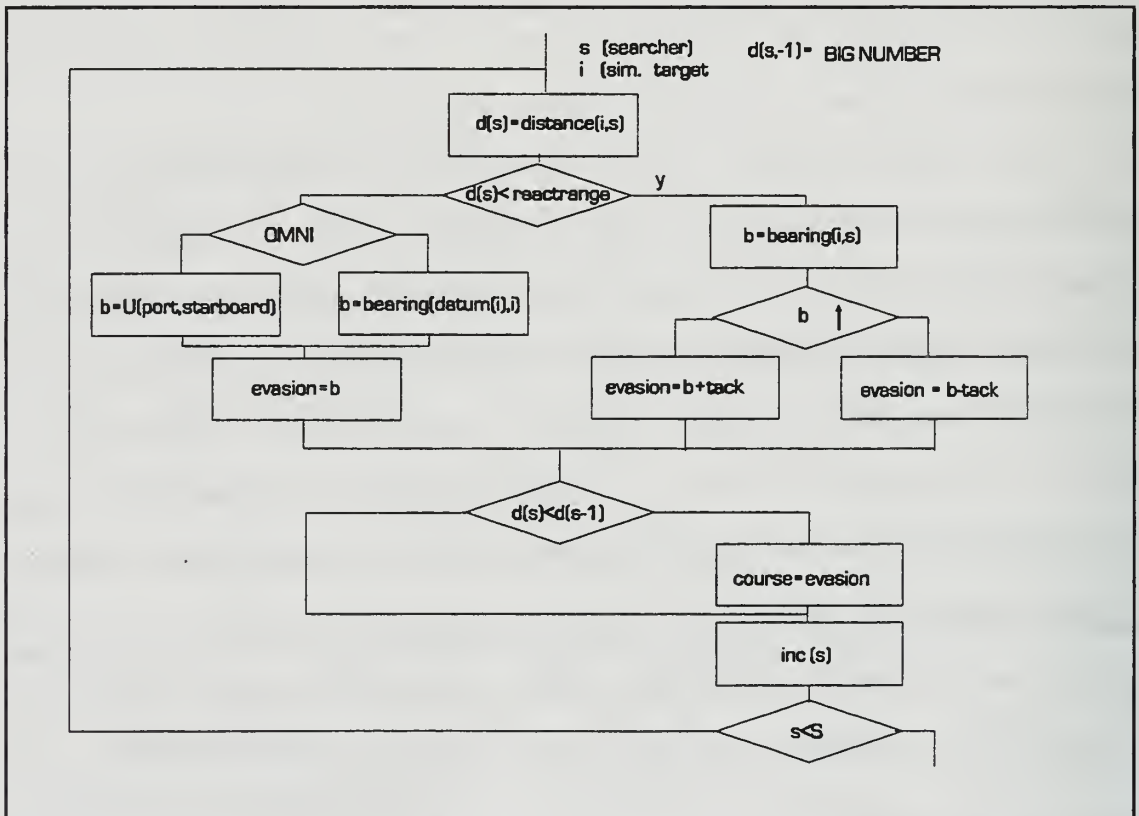 s (searcher) d(s,-1)= BIG NUMBER
i (sim. target
d(s)=distance(i,s)
d(s)< reactrange
y
OMNI
b=bearing(i,s)
b=U(port,starboard)
b=bearing(datum(i),i)
b ↑
evasion=b
evasion=b+tack
evasion = b-tack
d(s)<d(s-1)
course=evasion
inc (s)
s<S